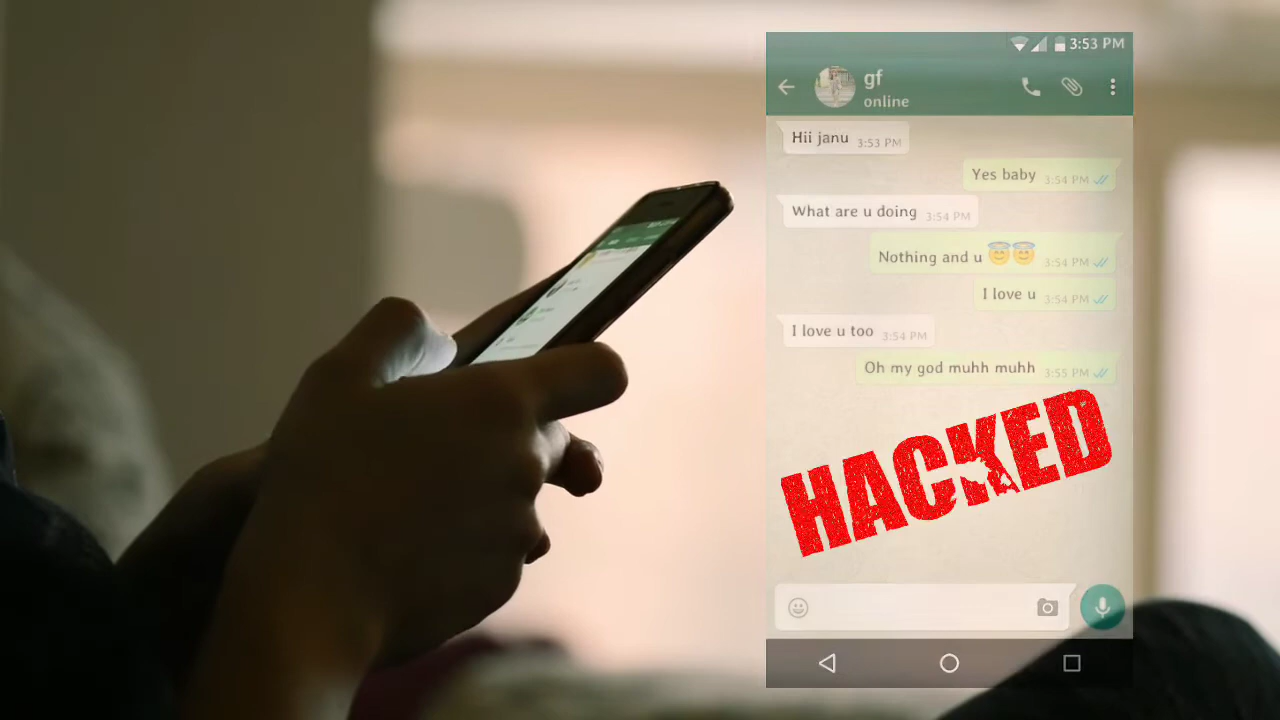 3:53 PM
gf
online
Hii janu 3:53 PM
Yes baby 3:54 PM
What are u doing 3:54 PM
Nothing and u 😇😇 3:54 PM
I love u 3:54 PM
I love u too 3:54 PM
Oh my god muhh muhh 3:55 PM
HACKED